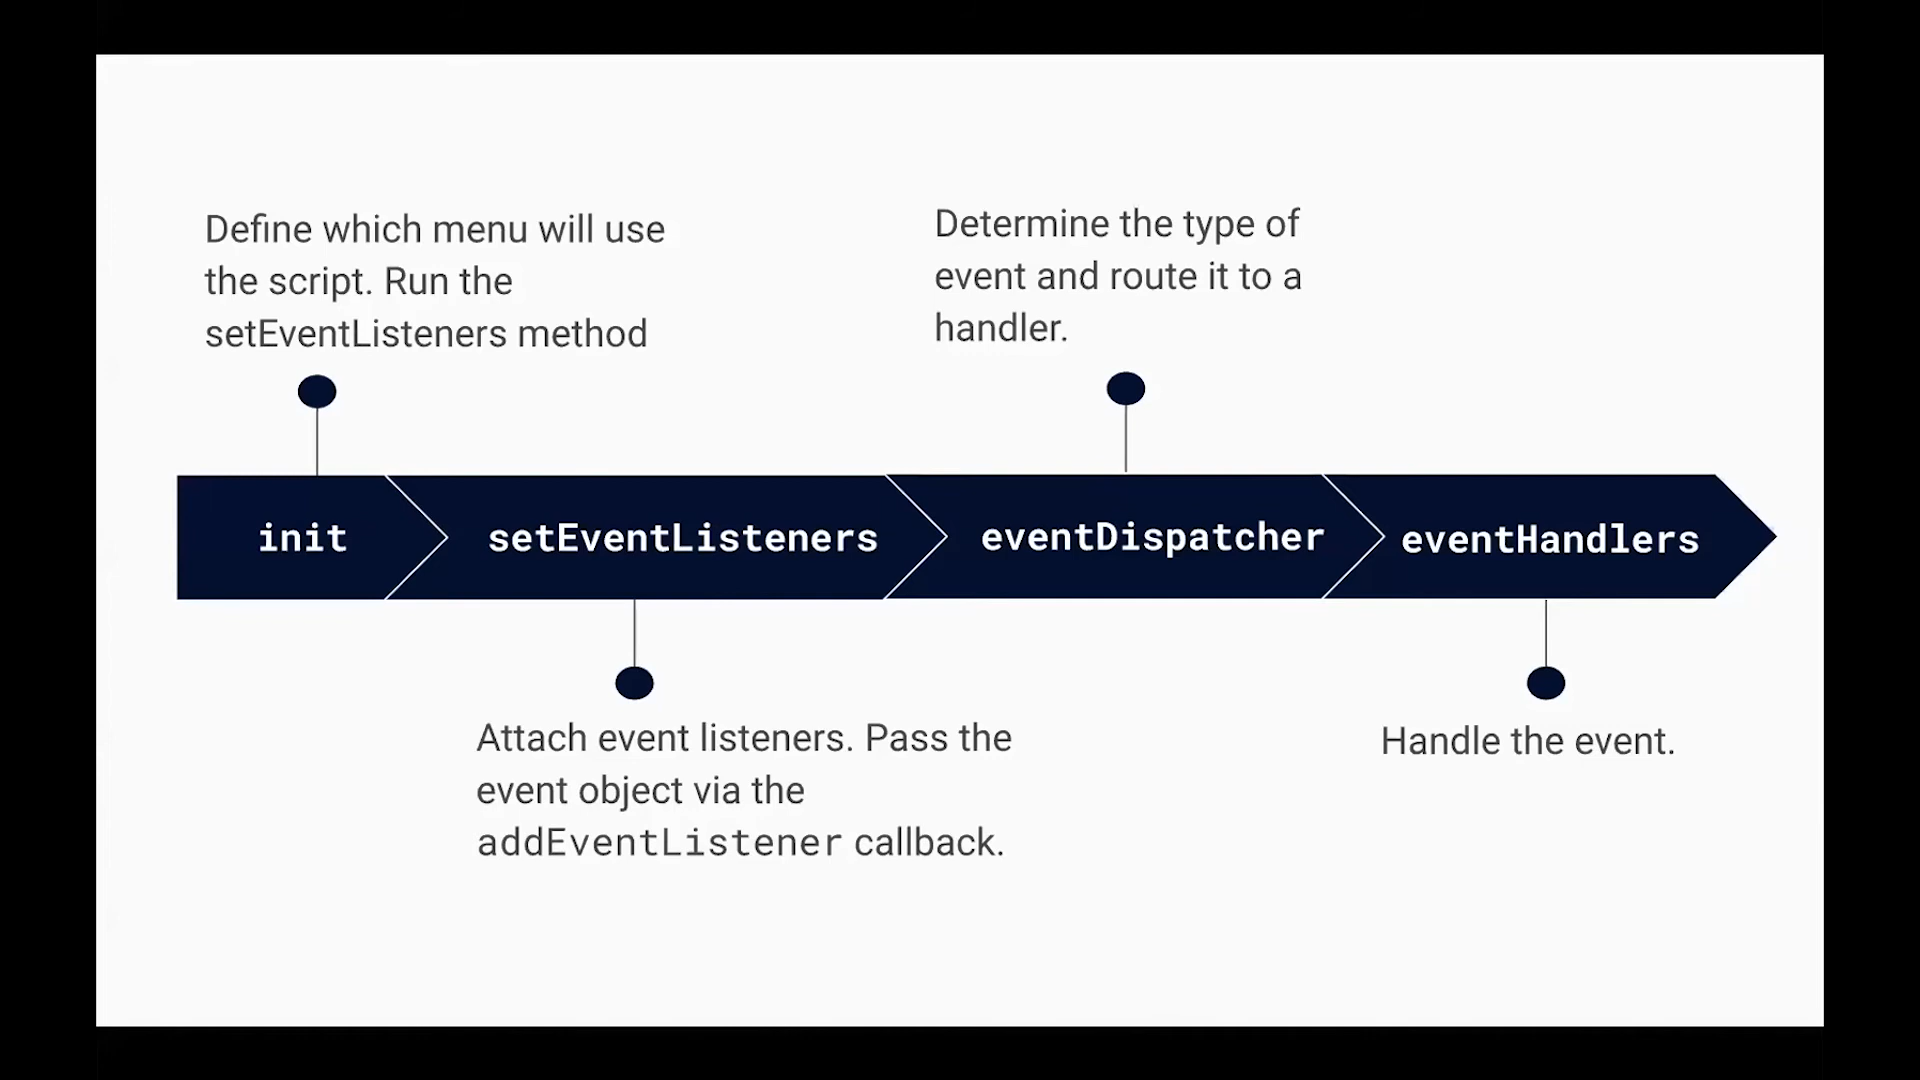 Define which menu will use
the script. Run the
setEventListeners method
Determine the type of
event and route it to a
handler.
init
setEventListeners
eventDispatcher
eventHandlers
Attach event listeners. Pass the
event object via the
addEventListener callback.
Handle the event.